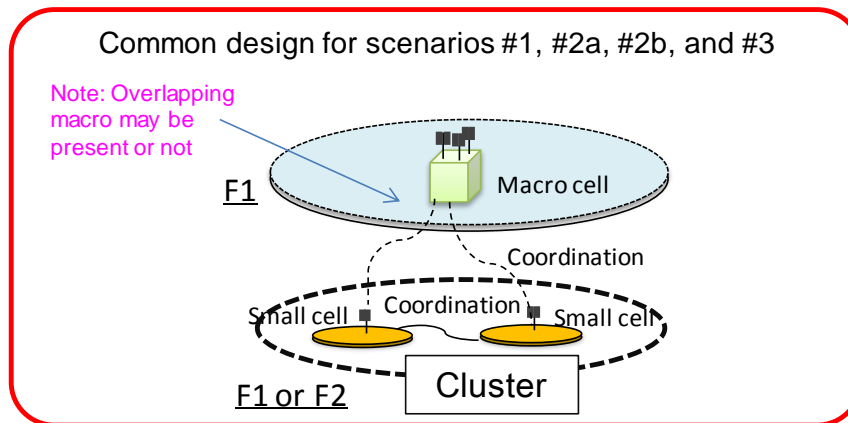 Common design for scenarios #1, #2a, #2b, and #3
Note: Overlapping
macro may be
present or not
F1
Macro cell
Coordination
Coordination
Small cell
Small cell
F1 or F2
Cluster